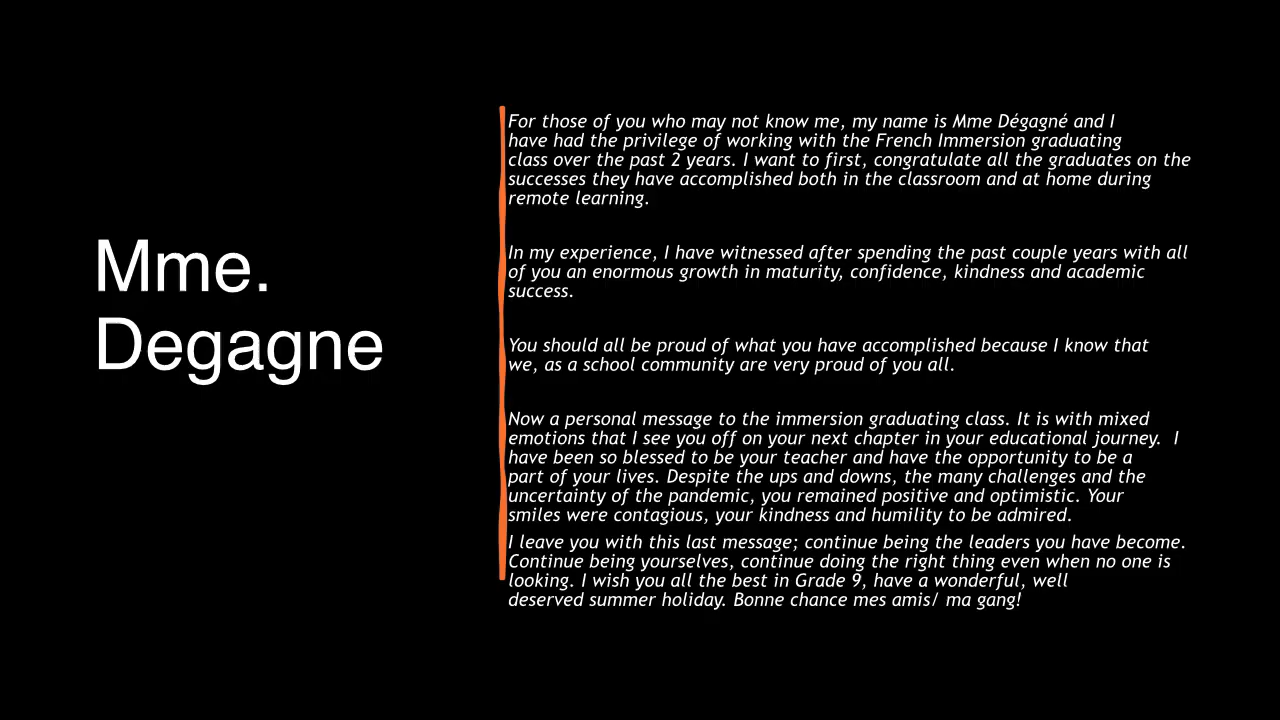 Mme.
Degagne
For those of you who may not know me, my name is Mme Dégagné and I
have had the privilege of working with the French Immersion graduating
class over the past 2 years. I want to first, congratulate all the graduates on the
successes they have accomplished both in the classroom and at home during
remote learning.
In my experience, I have witnessed after spending the past couple years with all
of you an enormous growth in maturity, confidence, kindness and academic
success.
You should all be proud of what you have accomplished because I know that
we, as a school community are very proud of you all.
Now a personal message to the immersion graduating class. It is with mixed
emotions that I see you off on your next chapter in your educational journey.  I
have been so blessed to be your teacher and have the opportunity to be a
part of your lives. Despite the ups and downs, the many challenges and the
uncertainty of the pandemic, you remained positive and optimistic. Your
smiles were contagious, your kindness and humility to be admired.
I leave you with this last message; continue being the leaders you have become.
Continue being yourselves, continue doing the right thing even when no one is
looking. I wish you all the best in Grade 9, have a wonderful, well
deserved summer holiday. Bonne chance mes amis/ ma gang!